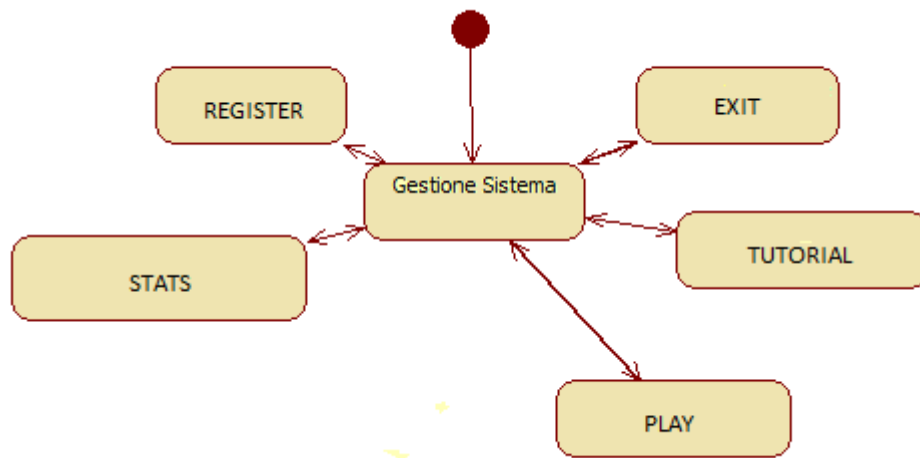 REGISTER
EXIT
Gestione Sistema
TUTORIAL
STATS
PLAY